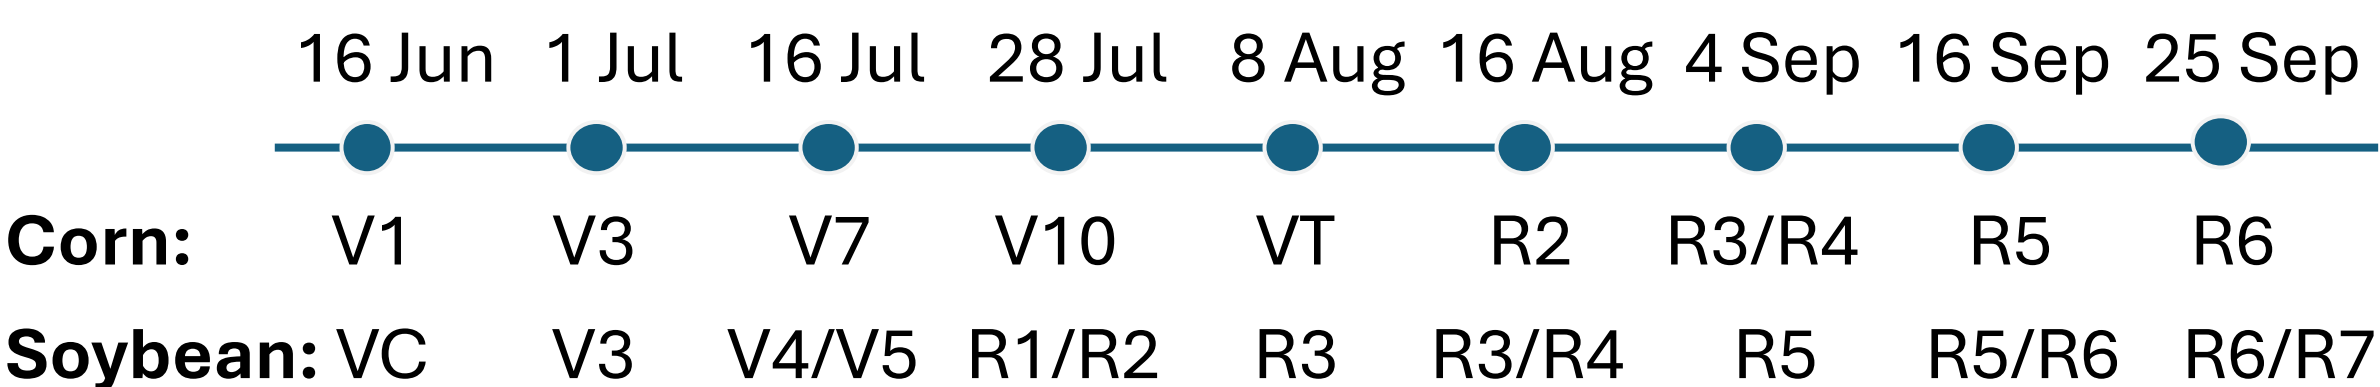 16 Jun 1 Jul 16 Jul 28 Jul 8 Aug 16 Aug 4 Sep 16 Sep 25 Sep
Corn: V1 V3 V7 V10 VT R2 R3/R4 R5 R6
Soybean: VC V3 V4/V5 R1/R2 R3 R3/R4 R5 R5/R6 R6/R7